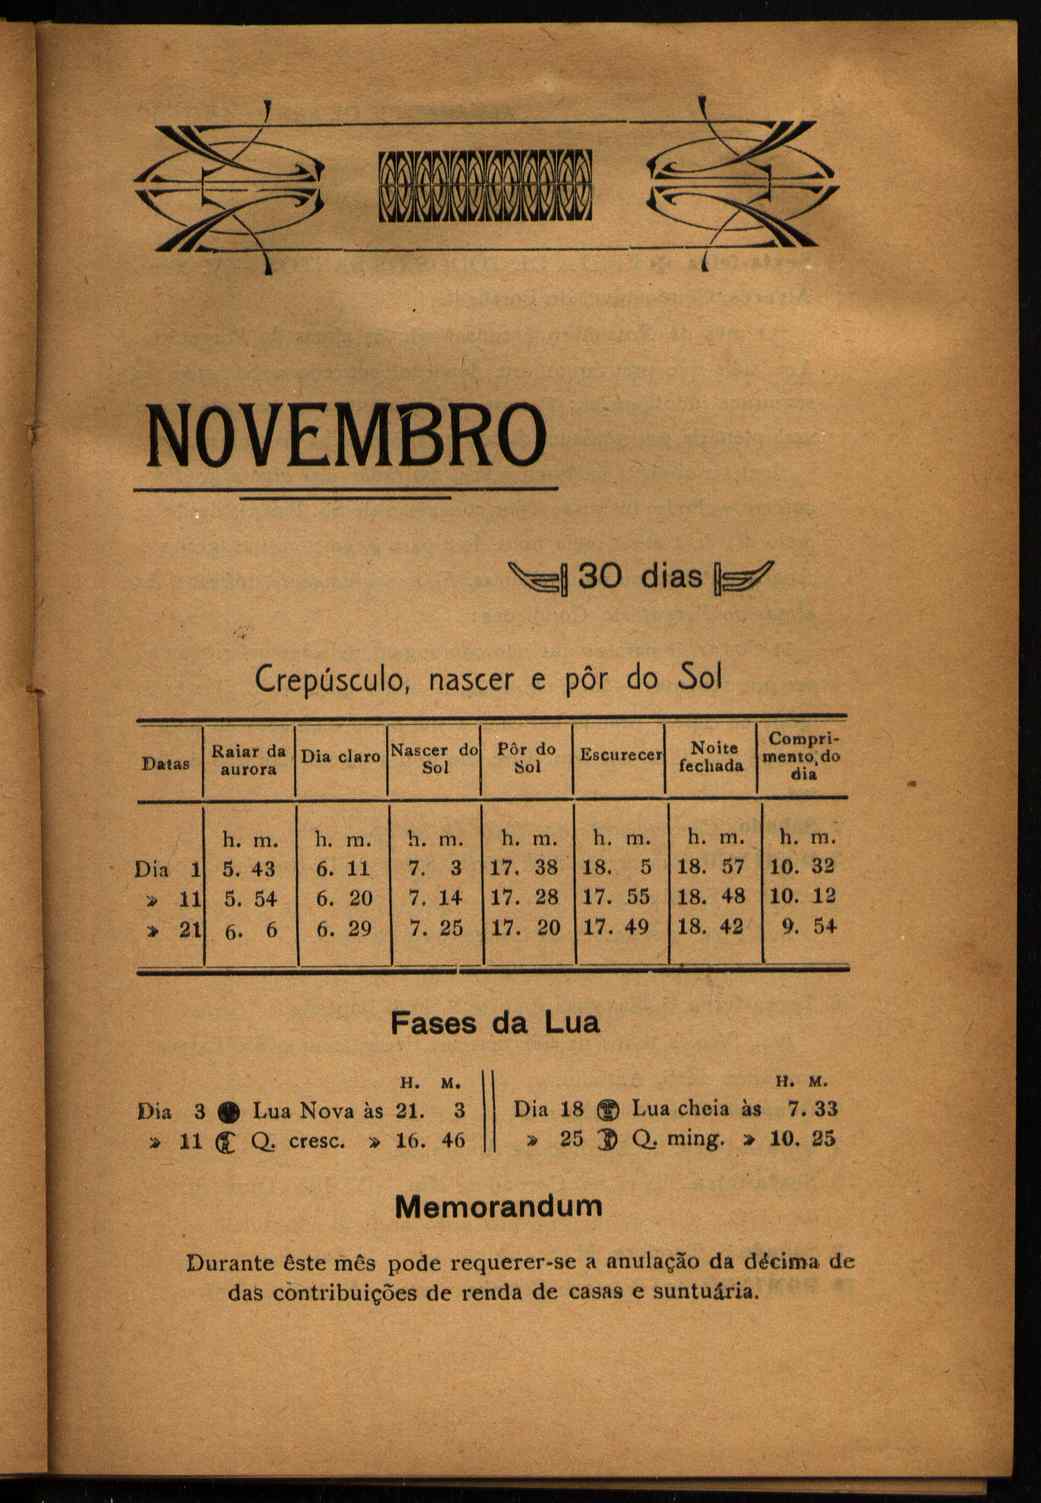 NOVEMBRO
30 dias
Crepúsculo, nascer e pôr do Sol
Datas | Raiar da aurora | Dia claro | Nascer do Sol | Pôr do Sol | Escurecer | Noite fechada | Comprimento do dia
h. m. h. m. h. m. h. m. h. m. h. m. h. m.
Dia 1 5. 43 6. 11 7. 3 17. 38 18. 5 18. 57 10. 32
» 11 5. 54 6. 20 7. 14 17. 28 17. 55 18. 48 10. 12
» 21 6. 6 6. 29 7. 25 17. 20 17. 49 18. 42 9. 54
Fases da Lua
H. M.
Dia 3 Lua Nova às 21. 3
» 11 Q. cresc. » 16. 46
H. M.
Dia 18 Lua cheia às 7. 33
» 25 Q. ming. » 10. 25
Memorandum
Durante êste mês pode requerer-se a anulação da décima de
das contribuições de renda de casas e suntuária.